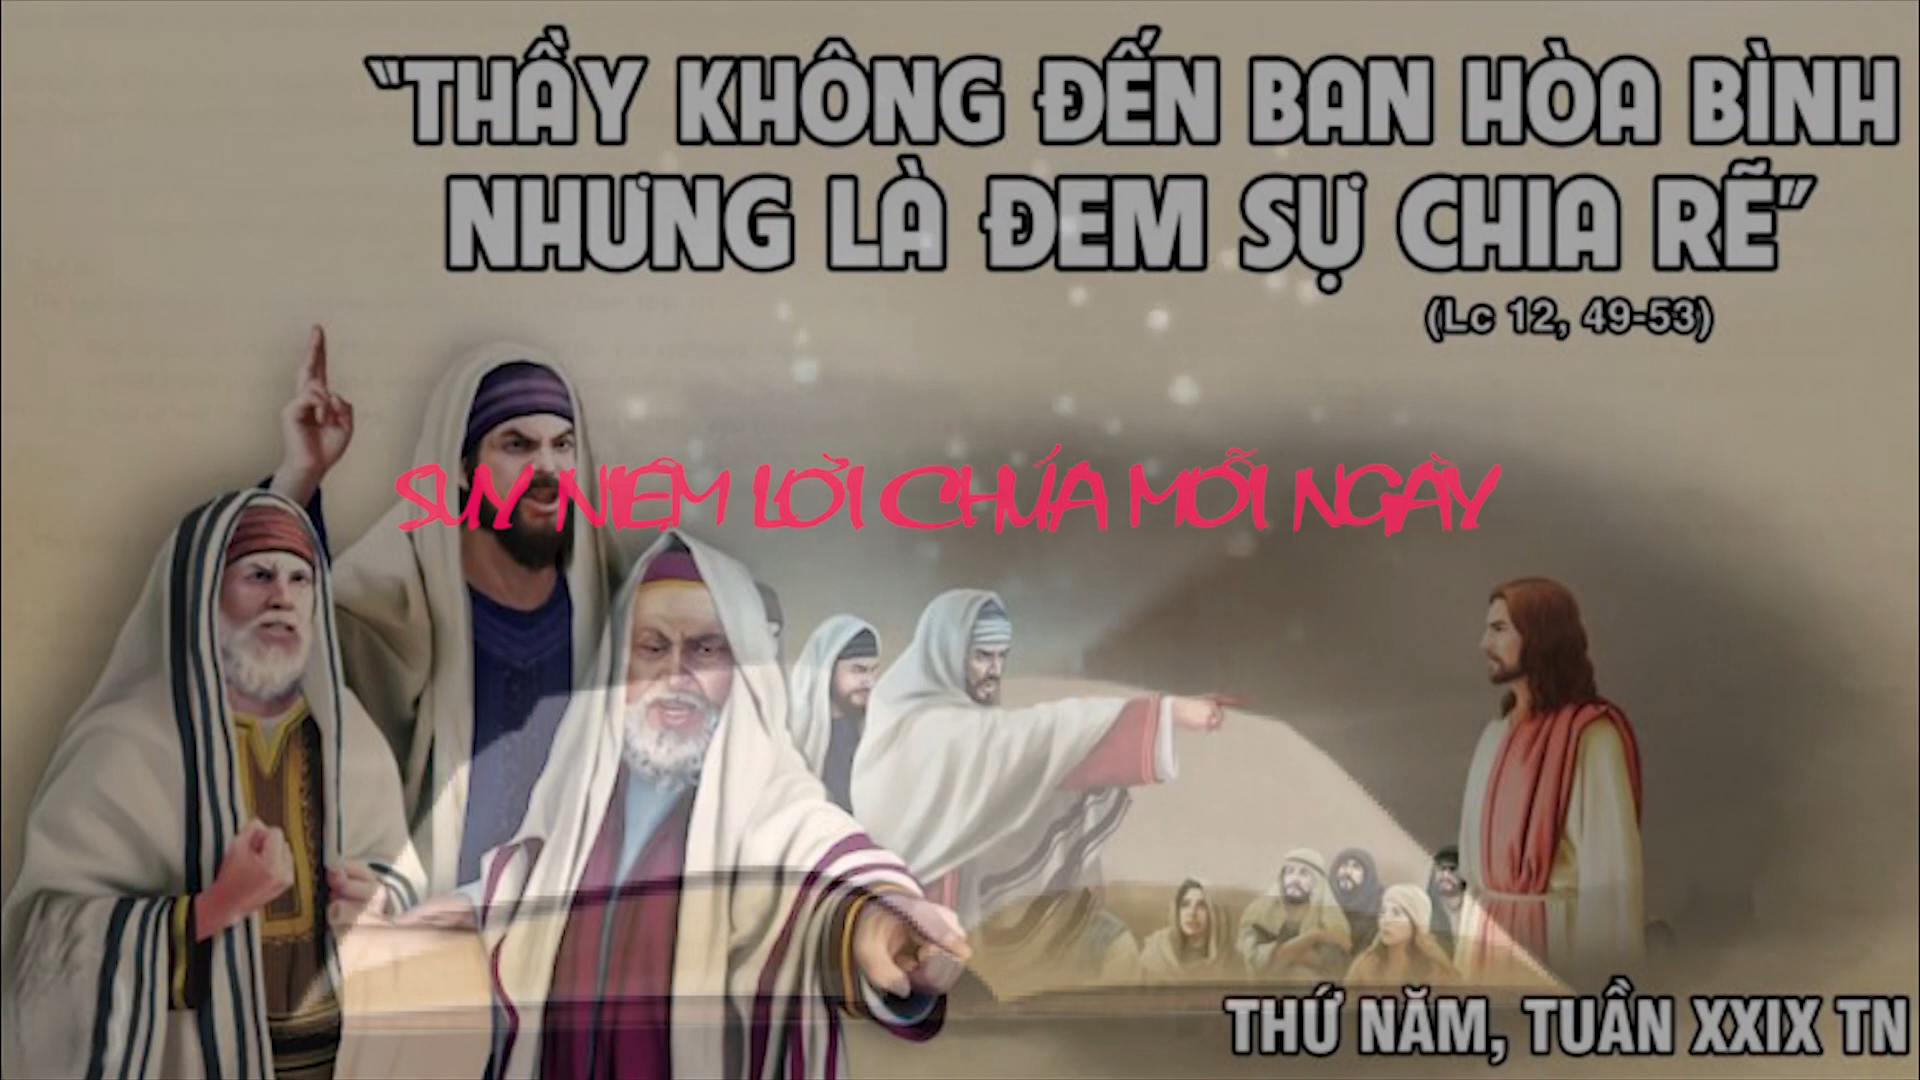 “THẦY KHÔNG ĐẾN BAN HÒA BÌNH
NHƯNG LÀ ĐEM SỰ CHIA RẼ”
(Lc 12, 49-53)
SUY NIỆM LỜI CHÚA MỖI NGÀY
THỨ NĂM, TUẦN XXIX TN